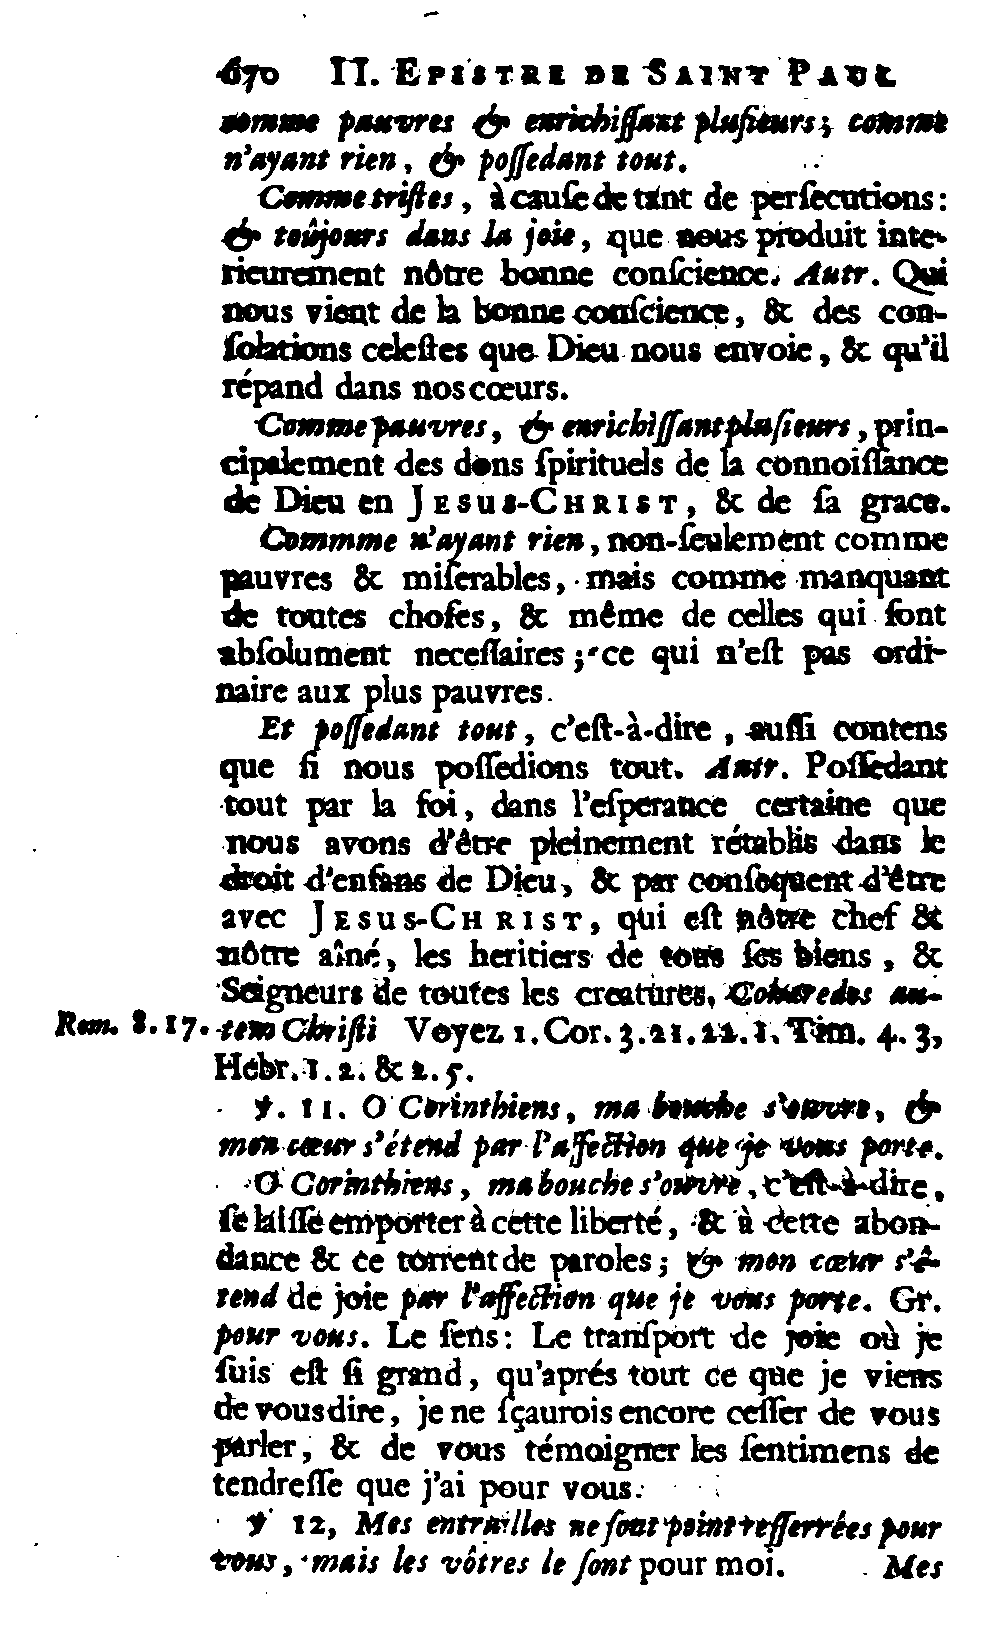 670 II. EPISTRE DE SAINT PAUL
comme pauvres & enrichiſſant pluſieurs; comme
n'ayant rien, & poſſedant tout.
Comme triſtes, à cauſe de tant de perſecutions:
& toûjours dans la joie, que nous produit inte-
rieurement nôtre bonne conſcience. Autr. Qui
nous vient de la bonne conſcience, & des con-
ſolations celeſtes que Dieu nous envoie, & qu'il
répand dans nos cœurs.
Comme pauvres, & enrichiſſant pluſieurs, prin-
cipalement des dons ſpirituels de la connoiſſance
de Dieu en JESUS-CHRIST, & de ſa grace.
Commme n'ayant rien, non-ſeulement comme
pauvres & miſerables, mais comme manquant
de toutes choſes, & même de celles qui ſont
abſolument neceſſaires; ce qui n'eſt pas ordi-
naire aux plus pauvres.
Et poſſedant tout, c'eſt-à-dire, auſſi contens
que ſi nous poſſedions tout. Autr. Poſſedant
tout par la foi, dans l'eſperance certaine que
nous avons d'être pleinement rétablis dans le
droit d'enfans de Dieu, & par conſequent d'être
avec JESUS-CHRIST, qui eſt nôtre chef &
nôtre aîné, les heritiers de tous ſes biens, &
Seigneurs de toutes les creatures, Cohæredes au-
Rom. 8. 17. tem Chriſti Voyez 1. Cor. 3. 21. 22. 1. Tim. 4. 3,
Hebr. 1. 2. & 2. 5.
℣. 11. O Corinthiens, ma bouche s'ouvre, &
mon cœur s'étend par l'affection que je vous porte.
O Corinthiens, ma bouche s'ouvre, c'eſt-à-dire,
ſe laiſſe emporter à cette liberté, & à cette abon-
dance & ce torrent de paroles; & mon cœur s'é-
tend de joie par l'affection que je vous porte. Gr.
pour vous. Le ſens: Le tranſport de joie où je
ſuis eſt ſi grand, qu'aprés tout ce que je viens
de vous dire, je ne ſçaurois encore ceſſer de vous
parler, & de vous témoigner les ſentimens de
tendreſſe que j'ai pour vous.
℣ 12, Mes entrailles ne ſont point reſſerrées pour
vous, mais les vôtres le ſont pour moi. Mes